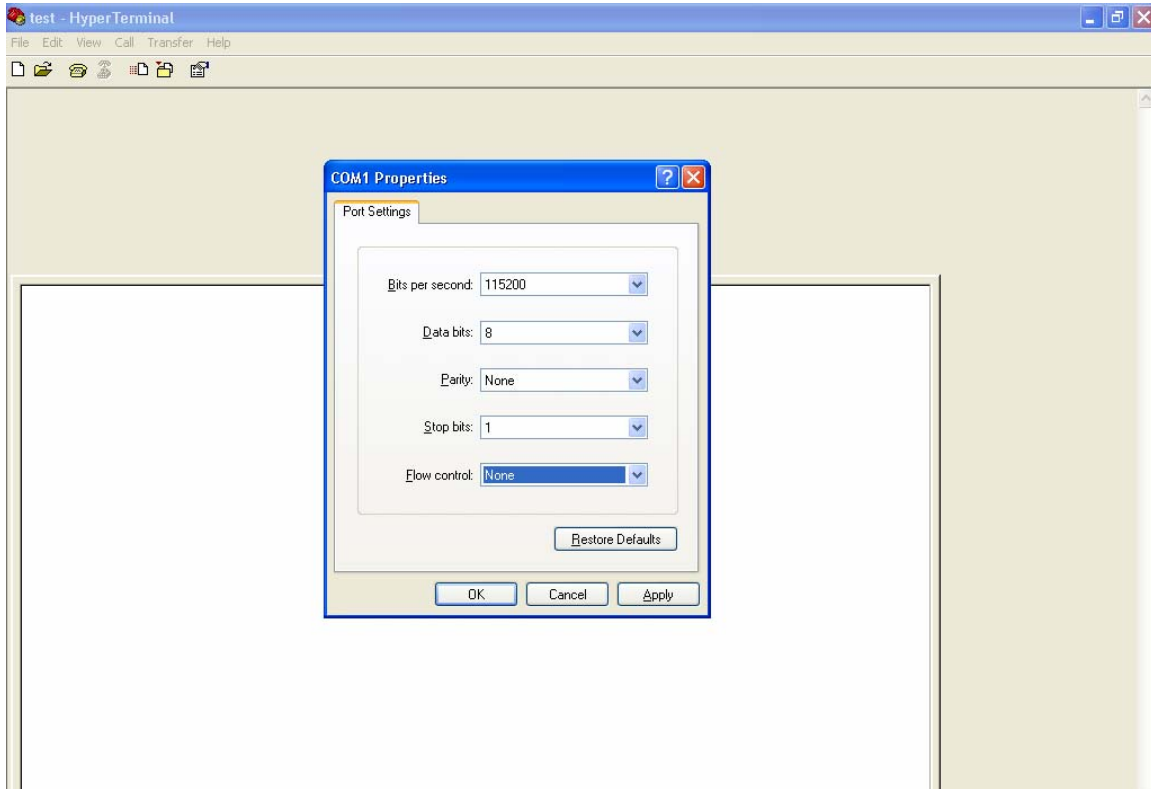 test - HyperTerminal
File Edit View Call Transfer Help
COM1 Properties
Port Settings
Bits per second: 115200
Data bits: 8
Parity: None
Stop bits: 1
Flow control: None
Restore Defaults
OK Cancel Apply